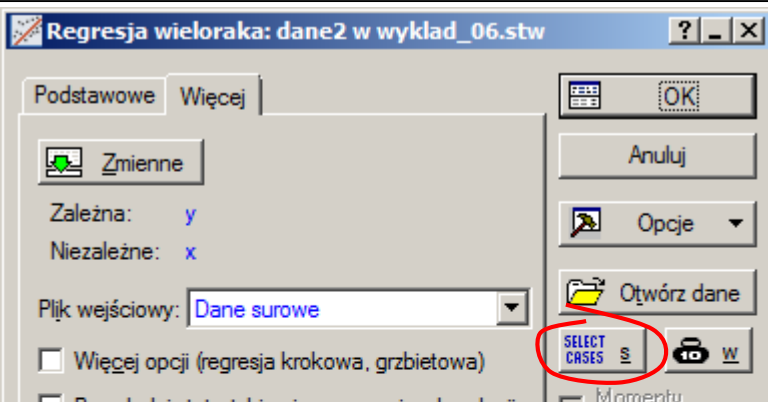 Regresja wieloraka: dane2 w wyklad_06.stw
Podstawowe Więcej
OK
Zmienne
Anuluj
Zależna: y
Opcje
Niezależne: x
Otwórz dane
Plik wejściowy: Dane surowe
SELECT CASES s
w
Więcej opcji (regresja krokowa, grzbietowa)
Momentu